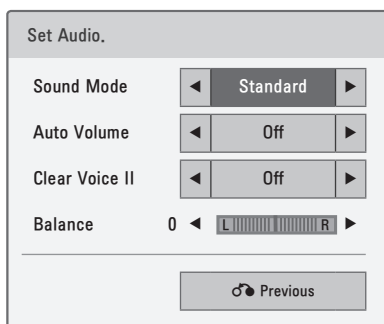 Set Audio.
Sound Mode ◀ Standard ▶
Auto Volume ◀ Off ▶
Clear Voice II ◀ Off ▶
Balance 0 ◀ L R ▶
Previous